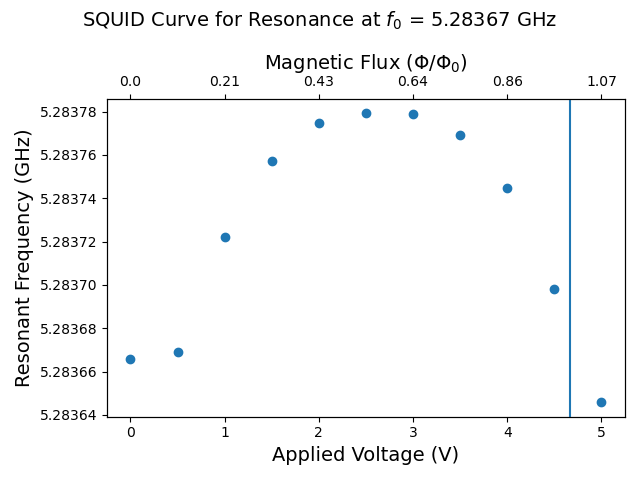 SQUID Curve for Resonance at f₀ = 5.28367 GHz
Magnetic Flux (Φ/Φ₀)
0.0 0.21 0.43 0.64 0.86 1.07
5.28378
5.28376
5.28374
5.28372
5.28370
5.28368
5.28366
5.28364
Resonant Frequency (GHz)
0 1 2 3 4 5
Applied Voltage (V)